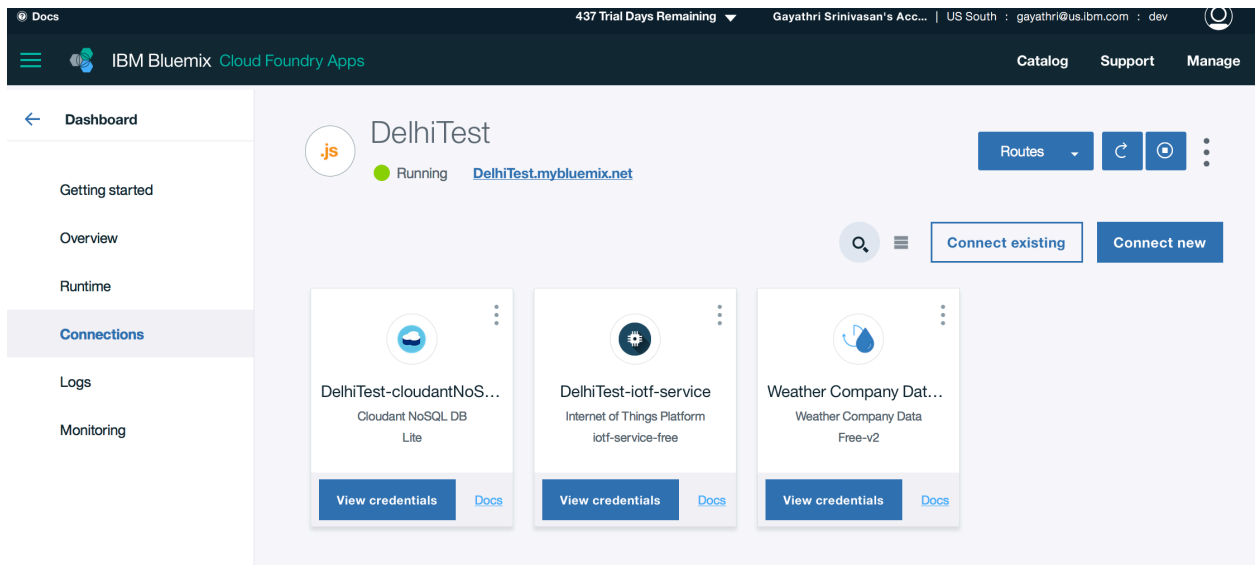 Docs 437 Trial Days Remaining Gayathri Srinivasan's Acc... | US South : gayathri@us.ibm.com : dev
IBM Bluemix Cloud Foundry Apps Catalog Support Manage
Dashboard
Getting started
Overview
Runtime
Connections
Logs
Monitoring
.js
DelhiTest
Running DelhiTest.mybluemix.net
Routes
Connect existing Connect new
DelhiTest-cloudantNoS...
Cloudant NoSQL DB
Lite
View credentials Docs
DelhiTest-iotf-service
Internet of Things Platform
iotf-service-free
View credentials Docs
Weather Company Dat...
Weather Company Data
Free-v2
View credentials Docs